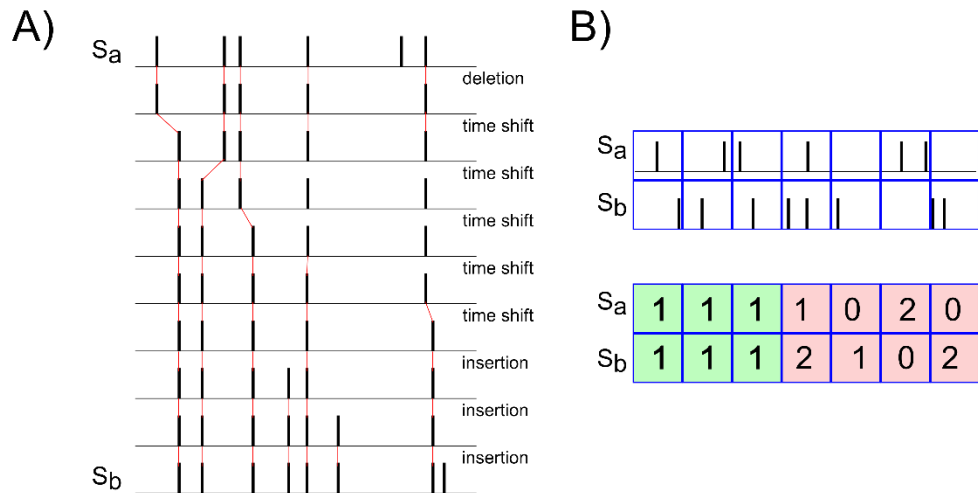 A)
Sa
deletion
time shift
time shift
time shift
time shift
time shift
insertion
insertion
insertion
Sb
B)
Sa
Sb
Sa 1 1 1 1 0 2 0
Sb 1 1 1 2 1 0 2